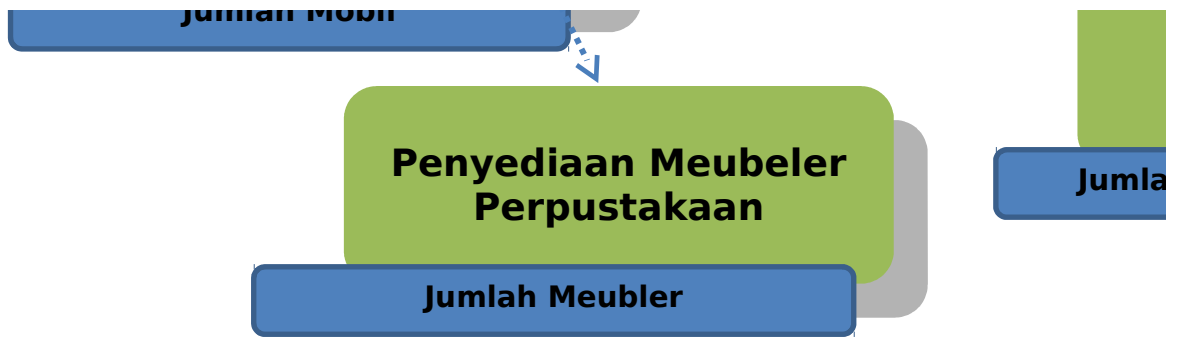 Jumlah Mobil
Penyediaan Meubeler
Perpustakaan
Jumlah Meubler